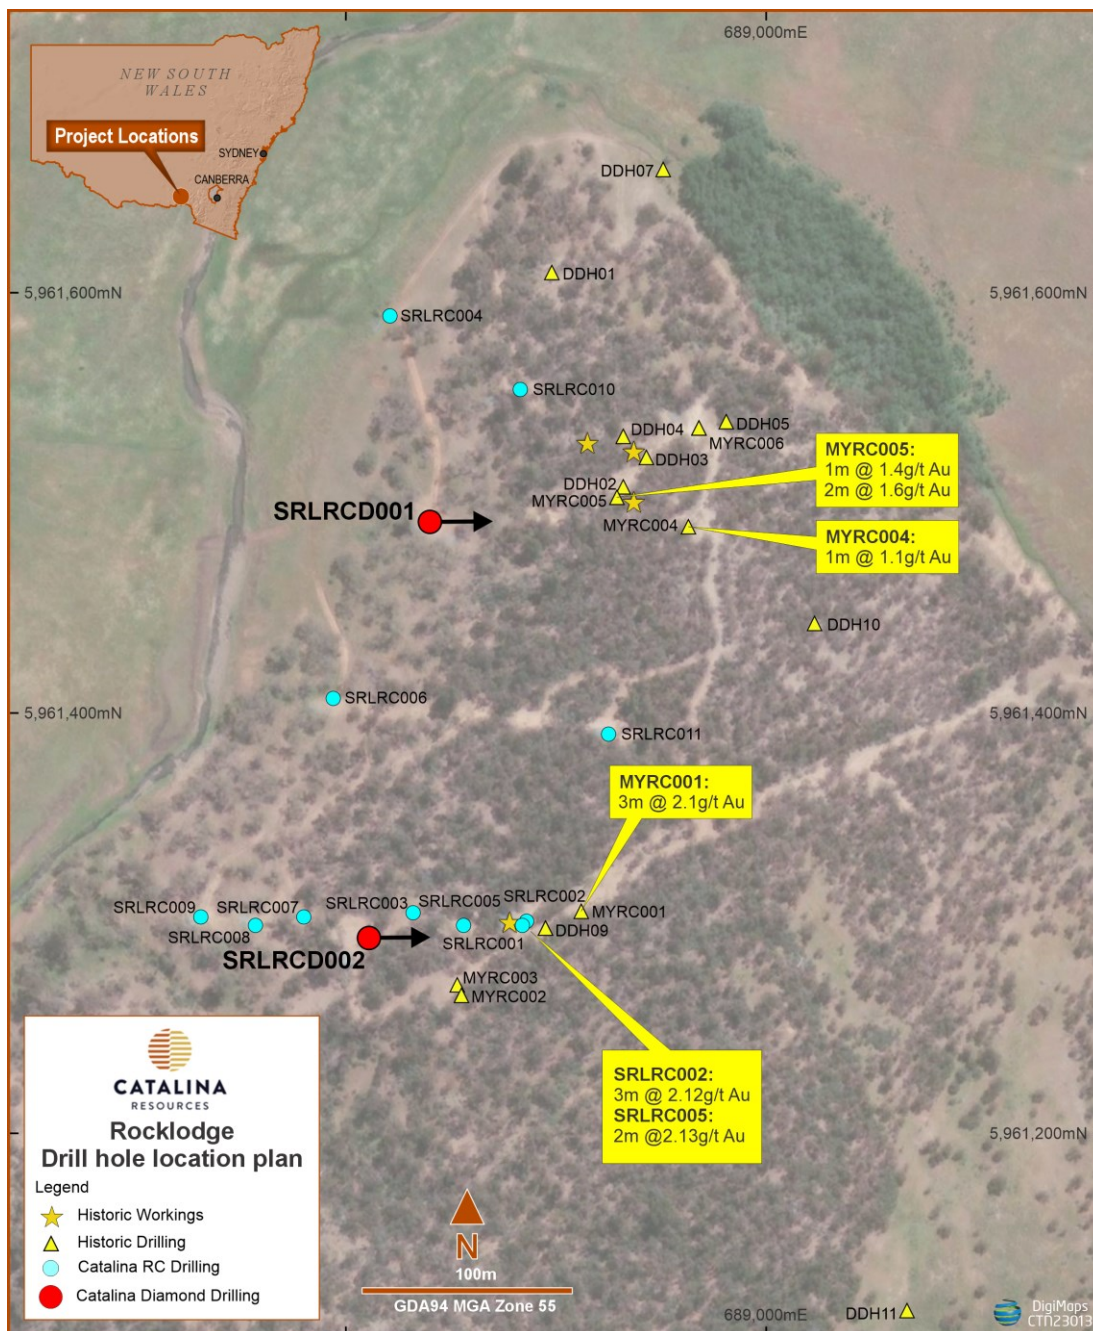 689,000mE
NEW SOUTH
WALES
Project Locations
SYDNEY
CANBERRA
DDH07
DDH01
5,961,600mN
5,961,600mN
SRLRC004
SRLRC010
DDH04
DDH05
MYRC006
DDH03
MYRC005:
1m @ 1.4g/t Au
2m @ 1.6g/t Au
DDH02
MYRC005
SRLRCD001
MYRC004
MYRC004:
1m @ 1.1g/t Au
DDH10
SRLRC006
5,961,400mN
5,961,400mN
SRLRC011
MYRC001:
3m @ 2.1g/t Au
SRLRC009
SRLRC007
SRLRC003
SRLRC005
SRLRC002
MYRC001
SRLRC008
SRLRC001
DDH09
SRLRCD002
MYRC003
MYRC002
SRLRC002:
3m @ 2.12g/t Au
SRLRC005:
2m @2.13g/t Au
5,961,200mN
CATALINA
RESOURCES
Rocklodge
Drill hole location plan
Legend
Historic Workings
Historic Drilling
Catalina RC Drilling
Catalina Diamond Drilling
N
100m
GDA94 MGA Zone 55
689,000mE
DDH11
DigiMaps
CTN23013